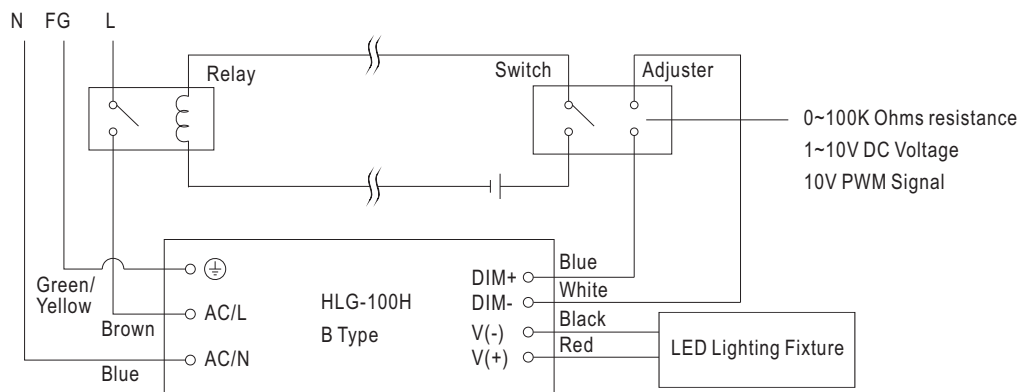 N FG L
Relay
Switch
Adjuster
0~100K Ohms resistance
1~10V DC Voltage
10V PWM Signal
Green/
Yellow
Brown
Blue
AC/L
AC/N
HLG-100H
B Type
DIM+
DIM-
V(-)
V(+)
Blue
White
Black
Red
LED Lighting Fixture